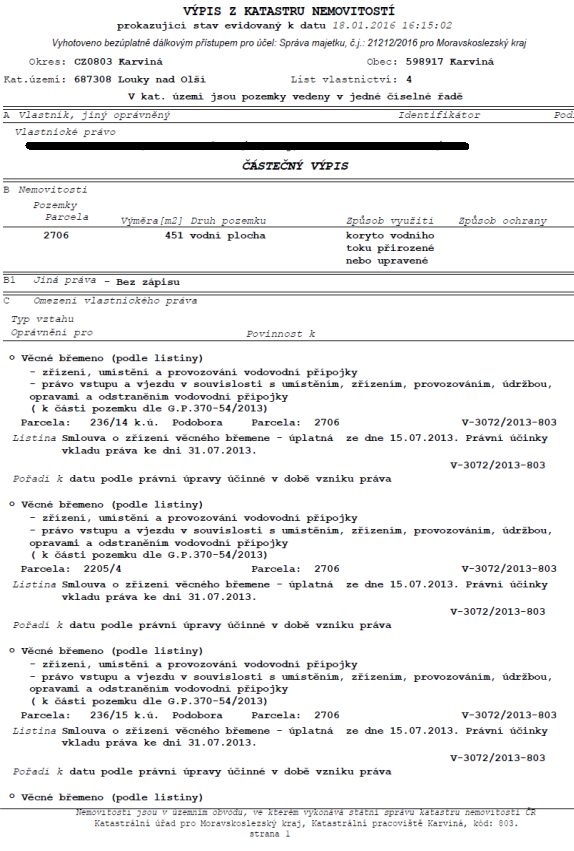 VÝPIS Z KATASTRU NEMOVITOSTÍ
prokazující stav evidovaný k datu 18.01.2016 16:15:02
Vyhotoveno bezúplatně dálkovým přístupem pro účel: Správa majetku, č.j.: 21212/2016 pro Moravskoslezský kraj
Okres: CZ0803 Karviná Obec: 598917 Karviná
Kat.území: 687308 Louky nad Olší List vlastnictví: 4
V kat. území jsou pozemky vedeny v jedné číselné řadě
A Vlastník, jiný oprávněný Identifikátor Podí
Vlastnické právo
ČÁSTEČNÝ VÝPIS
B Nemovitosti
Pozemky
Parcela Výměra[m2] Druh pozemku Způsob využití Způsob ochrany
2706 451 vodní plocha koryto vodního
toku přirozené
nebo upravené
B1 Jiná práva - Bez zápisu
C Omezení vlastnického práva
Typ vztahu
Oprávnění pro Povinnost k
o Věcné břemeno (podle listiny)
- zřízení, umístění a provozování vodovodní přípojky
- právo vstupu a vjezdu v souvislosti s umístěním, zřízením, provozováním, údržbou,
opravami a odstraněním vodovodní přípojky
( k části pozemku dle G.P.370-54/2013)
Parcela: 236/14 k.ú. Podobora Parcela: 2706 V-3072/2013-803
Listina Smlouva o zřízení věcného břemene - úplatná ze dne 15.07.2013. Právní účinky
vkladu práva ke dni 31.07.2013.
V-3072/2013-803
Pořadí k datu podle právní úpravy účinné v době vzniku práva
o Věcné břemeno (podle listiny)
- zřízení, umístění a provozování vodovodní přípojky
- právo vstupu a vjezdu v souvislosti s umístěním, zřízením, provozováním, údržbou,
opravami a odstraněním vodovodní přípojky
( k části pozemku dle G.P.370-54/2013)
Parcela: 2205/4 Parcela: 2706 V-3072/2013-803
Listina Smlouva o zřízení věcného břemene - úplatná ze dne 15.07.2013. Právní účinky
vkladu práva ke dni 31.07.2013.
V-3072/2013-803
Pořadí k datu podle právní úpravy účinné v době vzniku práva
o Věcné břemeno (podle listiny)
- zřízení, umístění a provozování vodovodní přípojky
- právo vstupu a vjezdu v souvislosti s umístěním, zřízením, provozováním, údržbou,
opravami a odstraněním vodovodní přípojky
( k části pozemku dle G.P.370-54/2013)
Parcela: 236/15 k.ú. Podobora Parcela: 2706 V-3072/2013-803
Listina Smlouva o zřízení věcného břemene - úplatná ze dne 15.07.2013. Právní účinky
vkladu práva ke dni 31.07.2013.
V-3072/2013-803
Pořadí k datu podle právní úpravy účinné v době vzniku práva
o Věcné břemeno (podle listiny)
Nemovitosti jsou v územním obvodu, ve kterém vykonává státní správu katastru nemovitostí ČR
Katastrální úřad pro Moravskoslezský kraj, Katastrální pracoviště Karviná, kód: 803.
strana 1